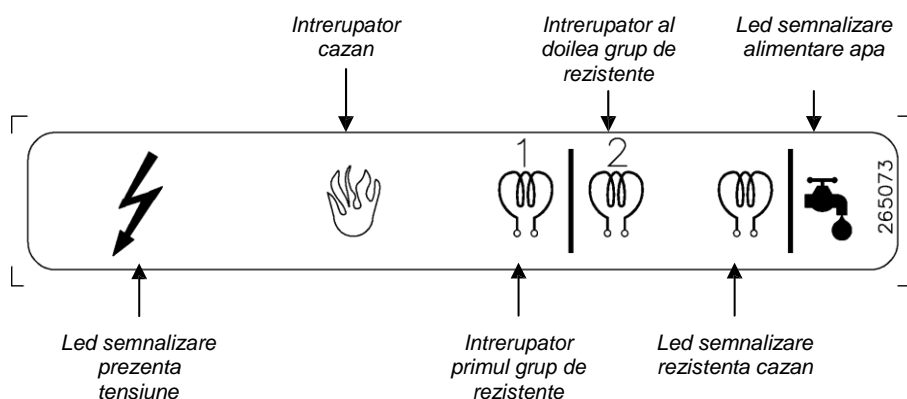 Intrerupator
cazan
Intrerupator al
doilea grup de
rezistente
Led semnalizare
alimentare apa
1
2
265073
Led semnalizare
prezenta
tensiune
Intrerupator
primul grup de
rezistente
Led semnalizare
rezistenta cazan